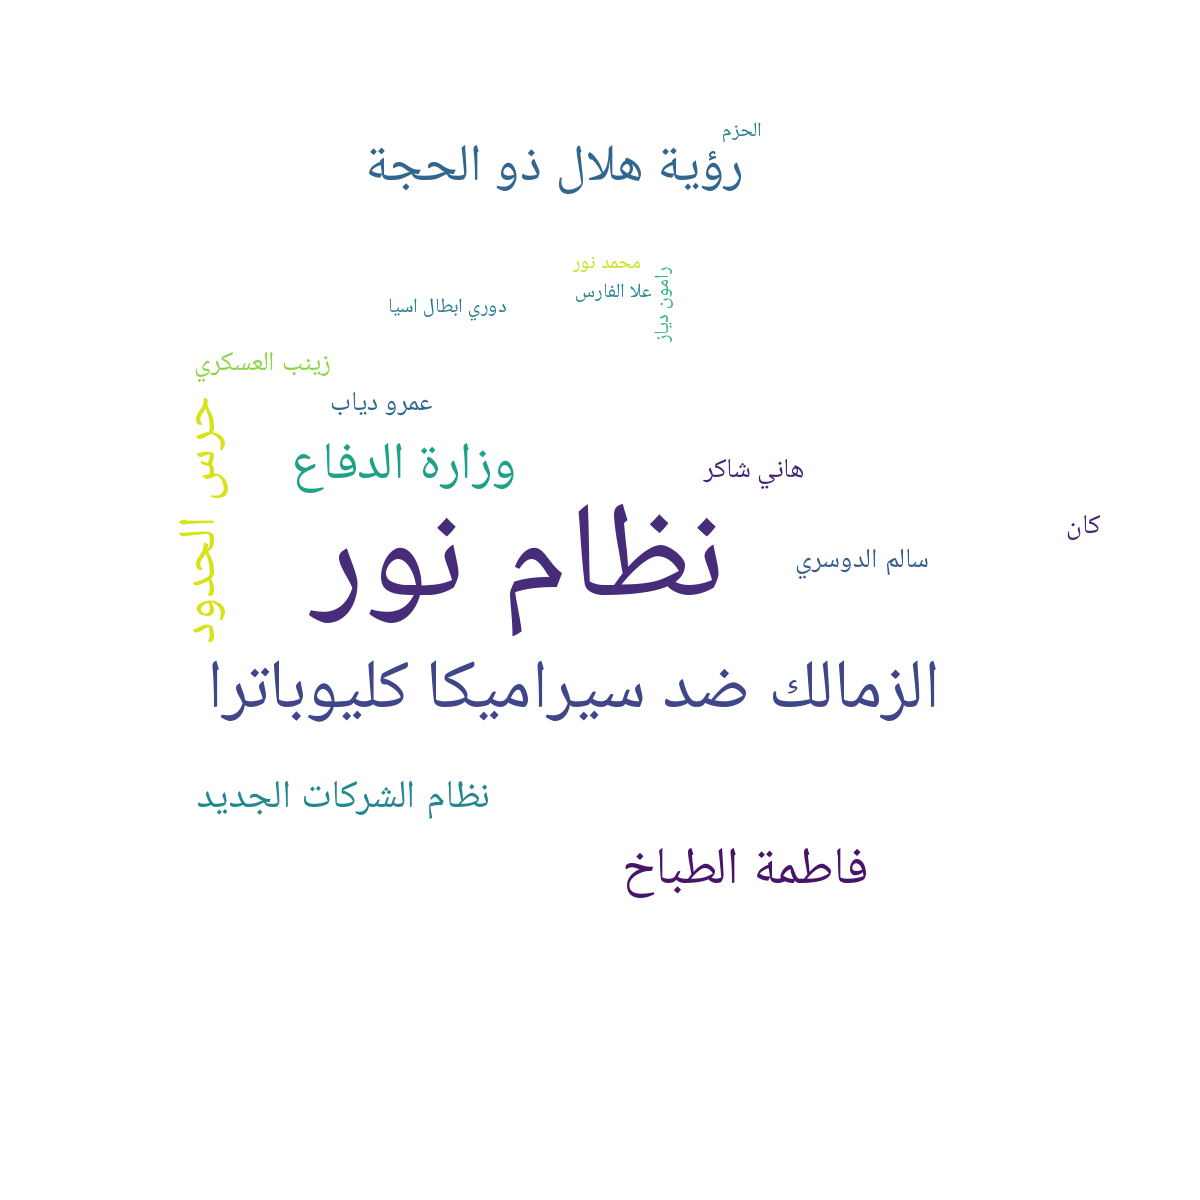 الحزم
رؤية هلال ذو الحجة
محمد نور
علا الفارس
رامون دياز
دوري ابطال اسيا
زينب العسكري
عمرو دياب
حرس الحدود
وزارة الدفاع
هاني شاكر
كان
نظام نور
سالم الدوسري
الزمالك ضد سيراميكا كليوباترا
نظام الشركات الجديد
فاطمة الطباخ